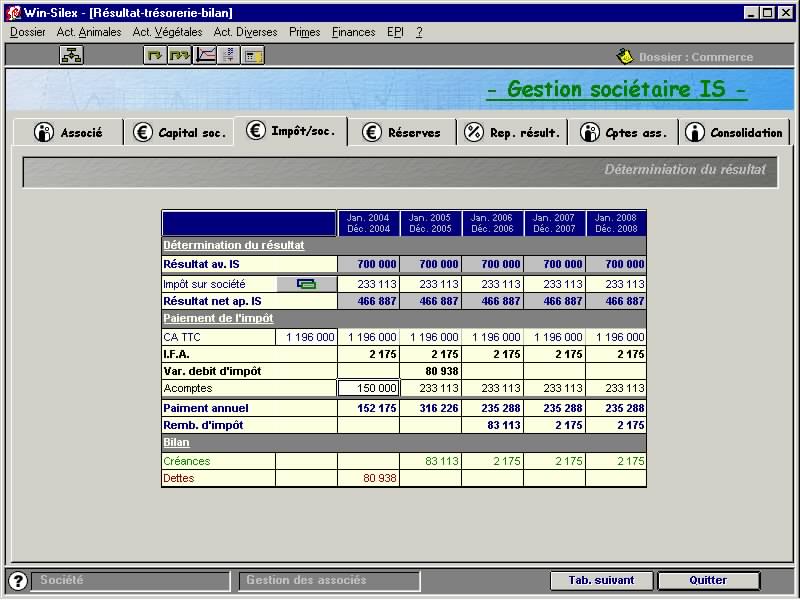 Win-Silex - [Résultat-trésorerie-bilan]
Dossier Act. Animales Act. Végétales Act. Diverses Primes Finances EPI ?
Dossier : Commerce
- Gestion sociétaire IS -
Associé Capital soc. Impôt/soc. Réserves Rep. résult. Cptes ass. Consolidation
Déterminiation du résultat
Jan. 2004 Jan. 2005 Jan. 2006 Jan. 2007 Jan. 2008
Déc. 2004 Déc. 2005 Déc. 2006 Déc. 2007 Déc. 2008
Détermination du résultat
Résultat av. IS 700 000 700 000 700 000 700 000 700 000
Impôt sur société 233 113 233 113 233 113 233 113 233 113
Résultat net ap. IS 466 887 466 887 466 887 466 887 466 887
Paiement de l'impôt
CA TTC 1 196 000 1 196 000 1 196 000 1 196 000 1 196 000 1 196 000
I.F.A. 2 175 2 175 2 175 2 175 2 175
Var. debit d'impôt 80 938
Acomptes 150 000 233 113 233 113 233 113 233 113
Paiment annuel 152 175 316 226 235 288 235 288 235 288
Remb. d'impôt 83 113 2 175 2 175
Bilan
Créances 83 113 2 175 2 175 2 175
Dettes 80 938
? Société Gestion des associés Tab. suivant Quitter